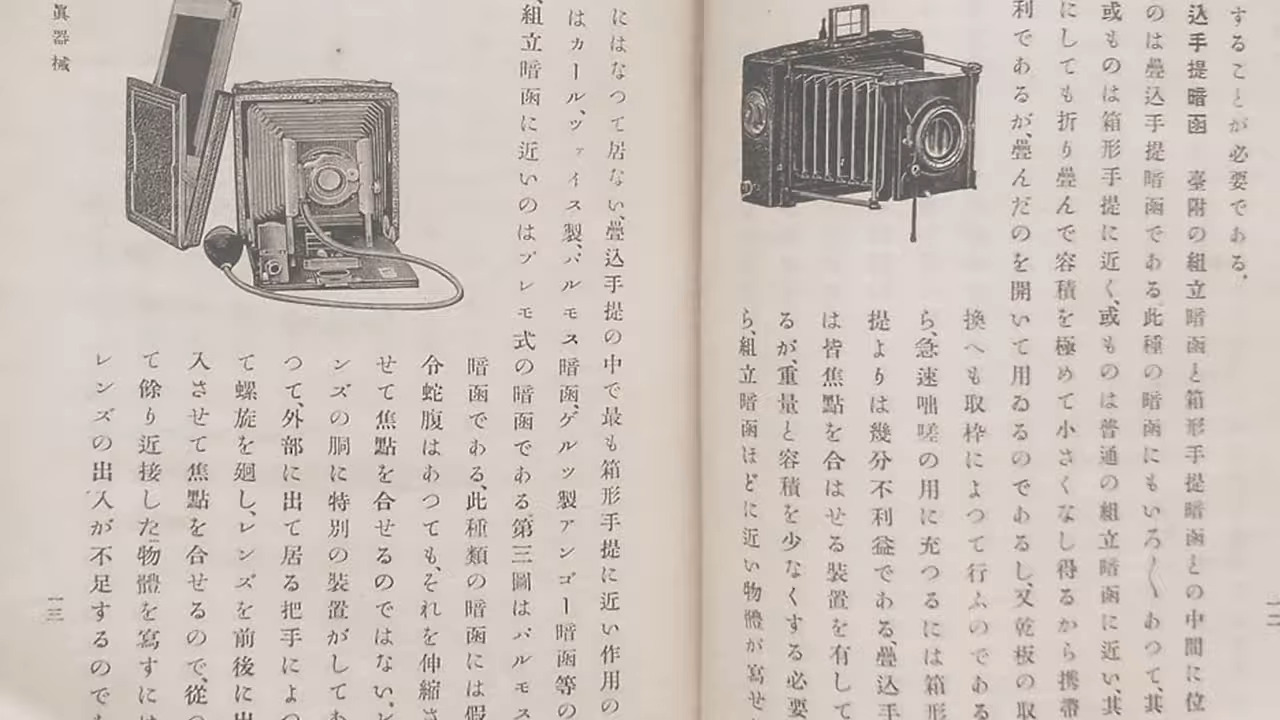 することが必要である。
込手提暗函　臺附の組立暗函と箱形手提暗函との中間に位
のは疊込手提暗函である此種の暗函にもいろ〱あつて、其
或ものは箱形手提に近く、或ものは普通の組立暗函に近い、其
にしても折り疊んで容積を極めて小さくなし得るから携帶
利であるが、疊んだのを開いて用ゐるのであるし、又乾板の取
換へも取枠によつて行ふのである
ら、急速咄嗟の用に充つるには箱形
提よりは幾分不利益である、疊込手
は皆焦點を合はせる裝置を有して
るが、重量と容積を少なくする必要
ら、組立暗函ほどに近い物體が寫せ
一二
にはなつて居ない、疊込手提の中で最も箱形手提に近い作用の
はカールツァイス製、パルモス暗函、ゲルツ製アンゴー暗函等の
、組立暗函に近いのはプレモ式の暗函である第三圖はパルモス
暗函である、此種類の暗函には假
令蛇腹はあつても、それを伸縮さ
せて焦點を合せるのではない、レ
ンズの胴に特別の裝置がしてあ
つて、外部に出て居る把手によつ
て螺旋を廻し、レンズを前後に出
入させて焦點を合せるので、從つ
て餘り近接した物體を寫すには
レンズの出入が不足するのでも
眞器械
一三